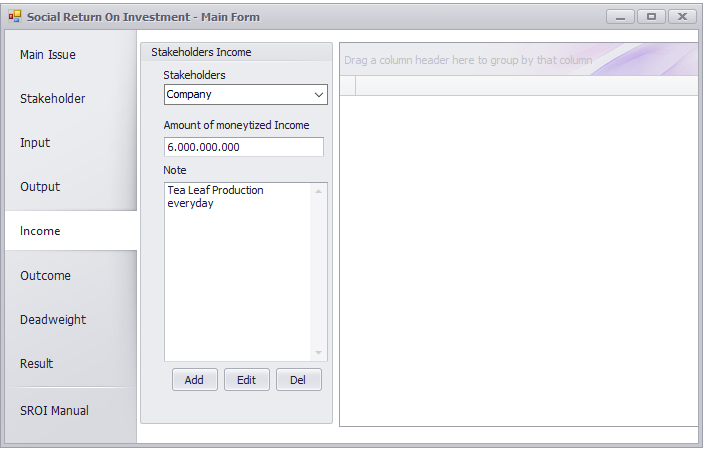 Social Return On Investment - Main Form
Main Issue
Stakeholder
Input
Output
Income
Outcome
Deadweight
Result
SROI Manual
Stakeholders Income
Stakeholders
Company
Amount of moneytized Income
6.000.000.000
Note
Tea Leaf Production
everyday
Add
Edit
Del
Drag a column header here to group by that column